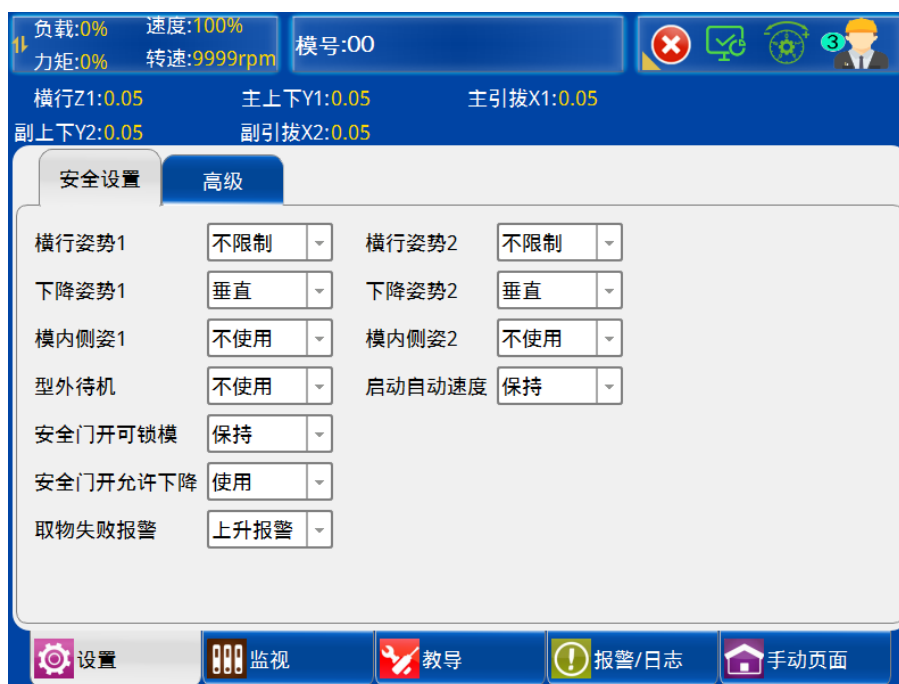 负载:0% 速度:100%
力矩:0% 转速:9999rpm
模号:00
3
横行Z1:0.05 主上下Y1:0.05 主引拔X1:0.05
副上下Y2:0.05 副引拔X2:0.05
安全设置 高级
横行姿势1 不限制 横行姿势2 不限制
下降姿势1 垂直 下降姿势2 垂直
模内侧姿1 不使用 模内侧姿2 不使用
型外待机 不使用 启动自动速度 保持
安全门开可锁模 保持
安全门开允许下降 使用
取物失败报警 上升报警
设置 监视 教导 报警/日志 手动页面